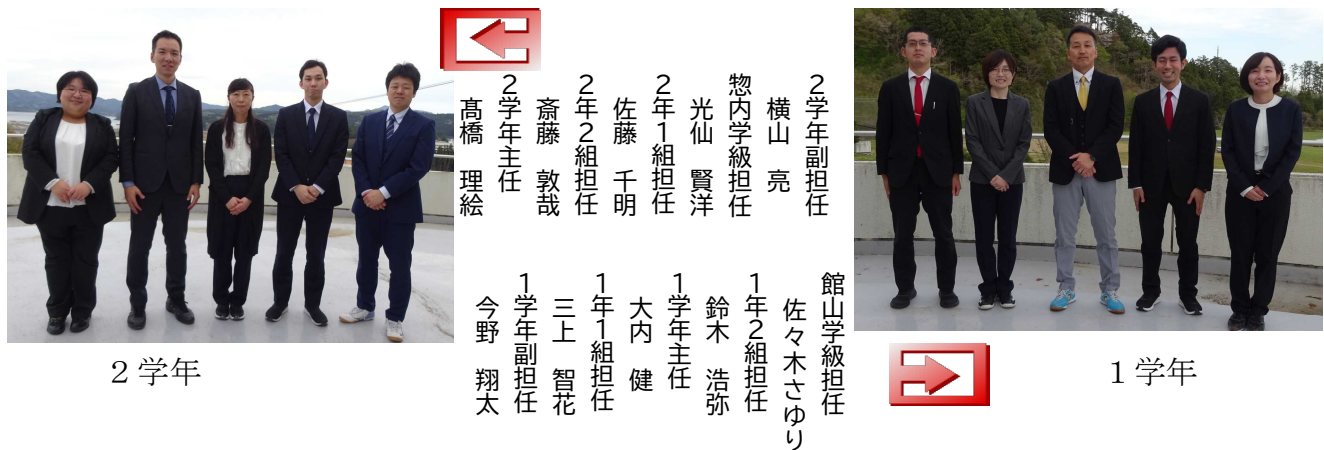 ２学年副担任
横山　亮
惣内学級担任
光仙　賢洋
２年１組担任
佐藤　千明
２年２組担任
斎藤　敦哉
２学年主任
髙橋　理絵
館山学級担任
佐々木さゆり
１年２組担任
鈴木　浩弥
１学年主任
大内　健
１年１組担任
三上　智花
１学年副担任
今野　翔太
２学年
１学年